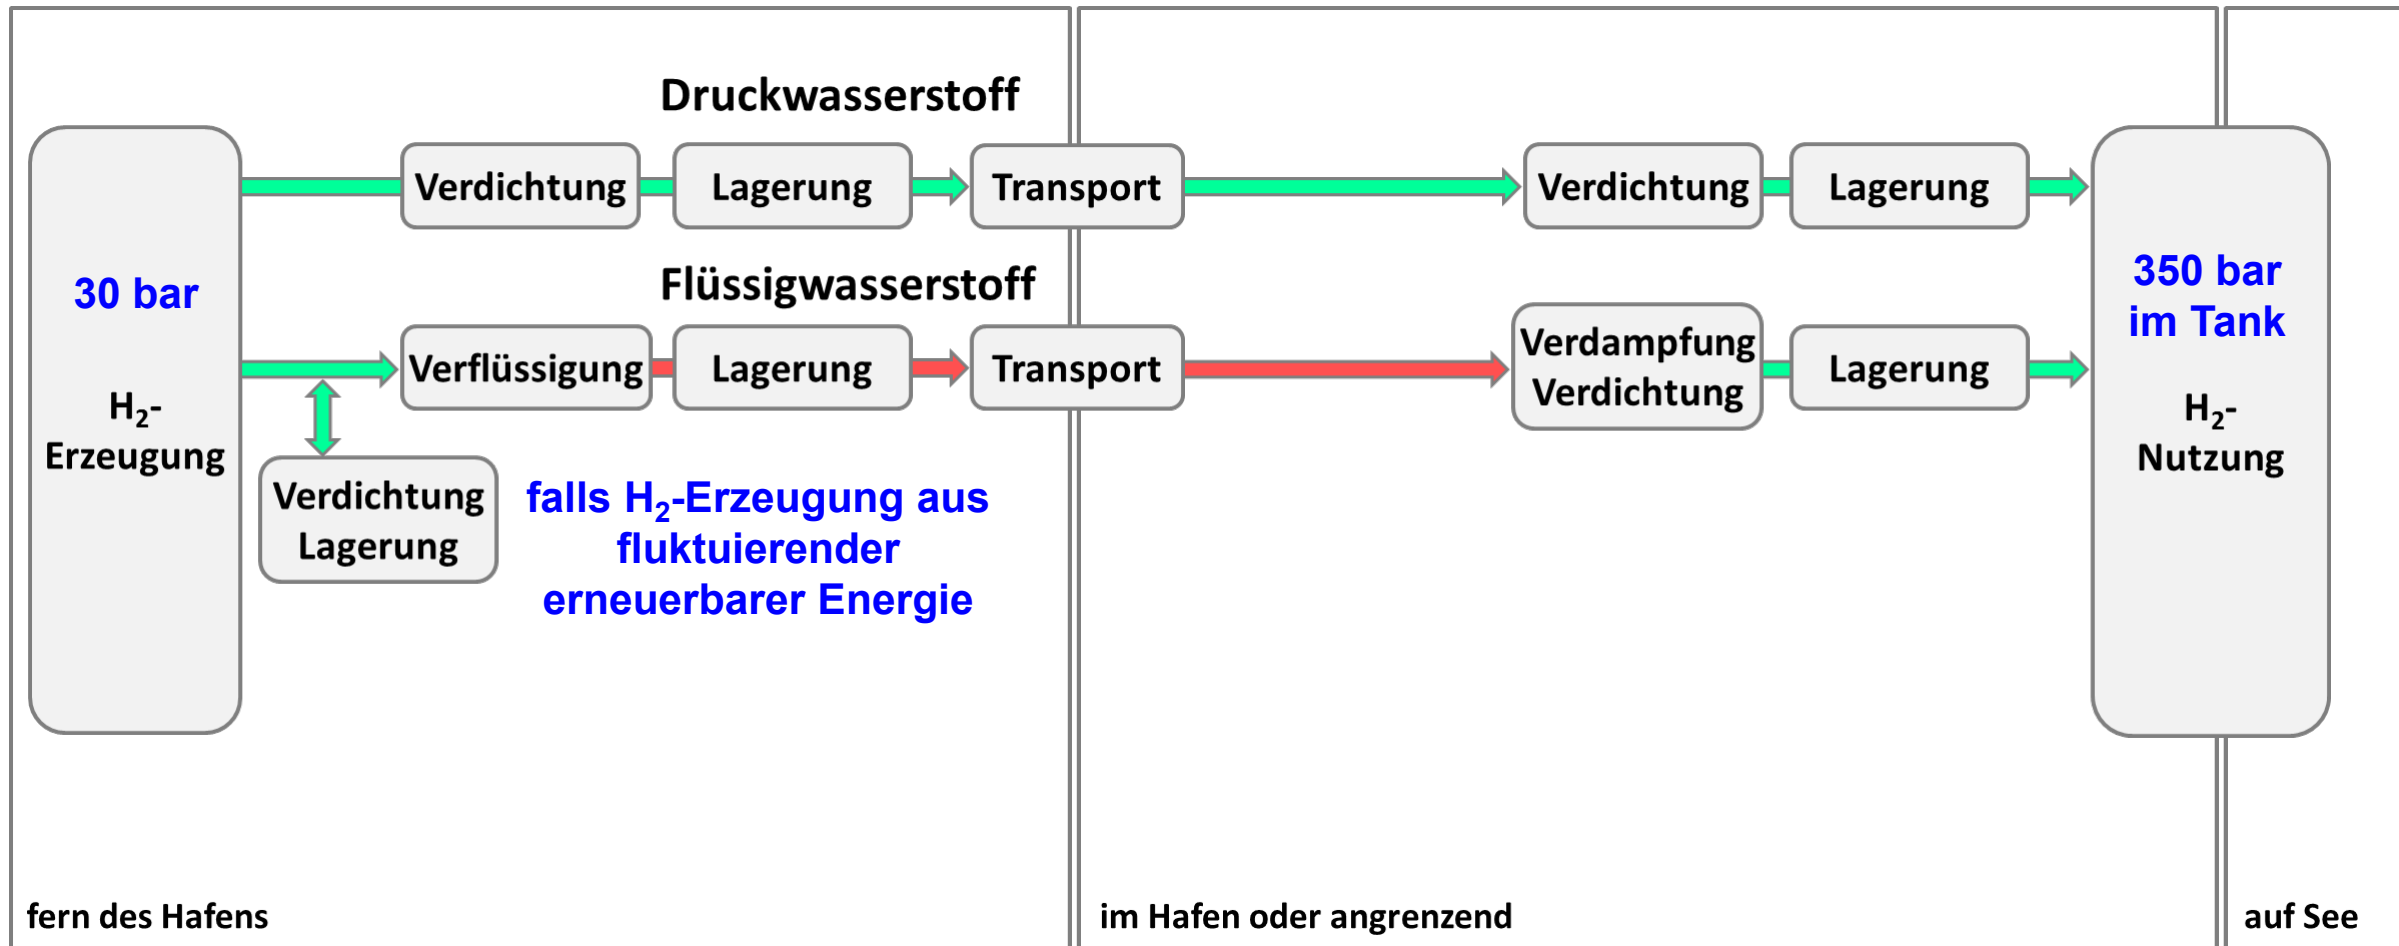 Druckwasserstoff
Verdichtung
Lagerung
Transport
Verdichtung
Lagerung
30 bar
H₂-
Erzeugung
Flüssigwasserstoff
Verflüssigung
Lagerung
Transport
Verdampfung
Verdichtung
Lagerung
350 bar
im Tank
H₂-
Nutzung
Verdichtung
Lagerung
falls H₂-Erzeugung aus
fluktuierender
erneuerbarer Energie
fern des Hafens
im Hafen oder angrenzend
auf See